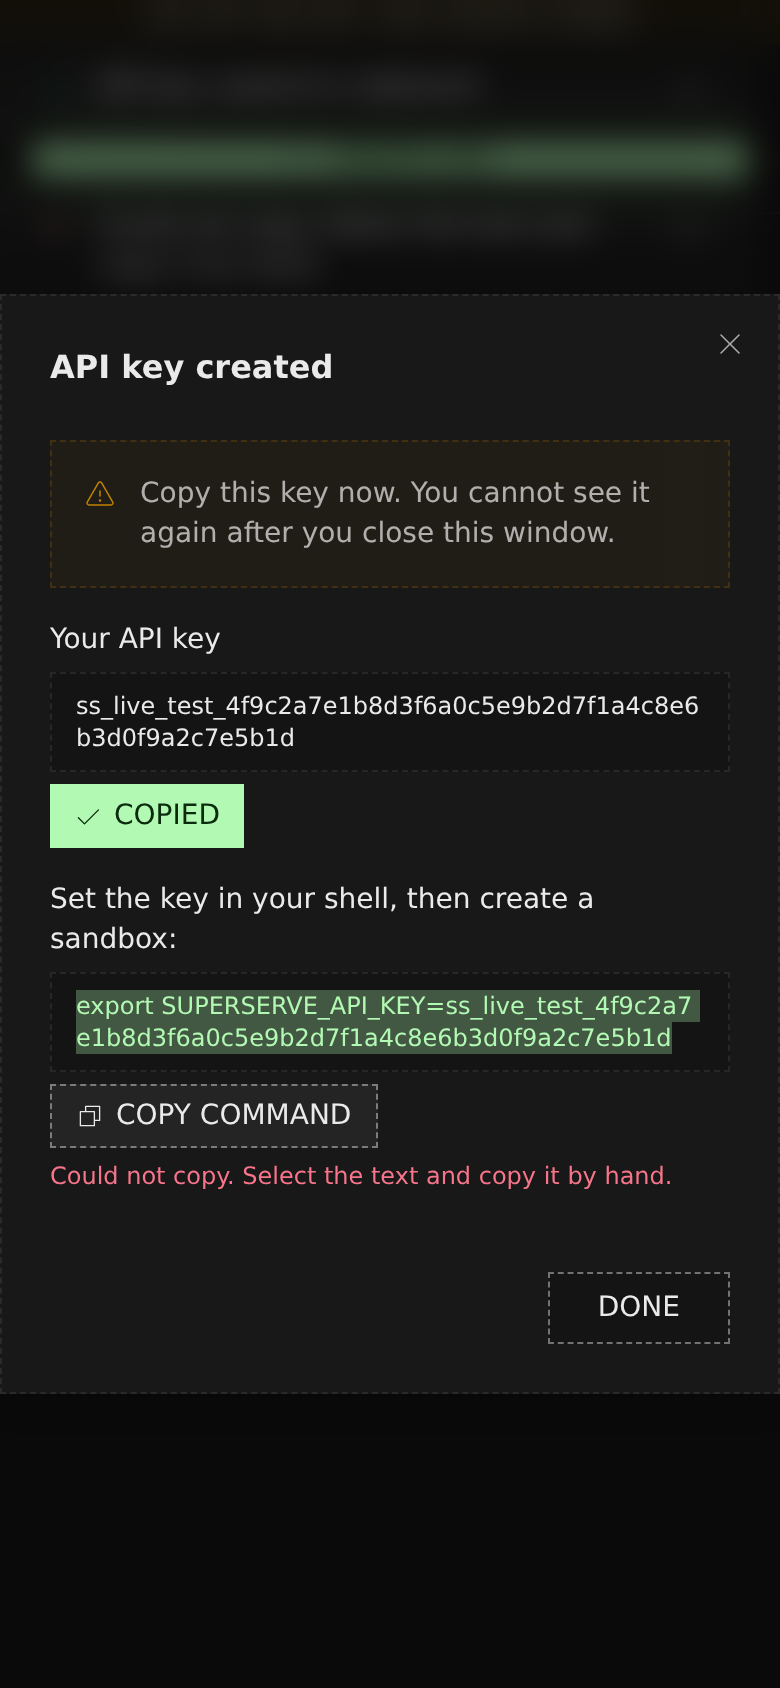 API key created
Copy this key now. You cannot see it
again after you close this window.
Your API key
ss_live_test_4f9c2a7e1b8d3f6a0c5e9b2d7f1a4c8e6
b3d0f9a2c7e5b1d
COPIED
Set the key in your shell, then create a
sandbox:
export SUPERSERVE_API_KEY=ss_live_test_4f9c2a7
e1b8d3f6a0c5e9b2d7f1a4c8e6b3d0f9a2c7e5b1d
COPY COMMAND
Could not copy. Select the text and copy it by hand.
DONE